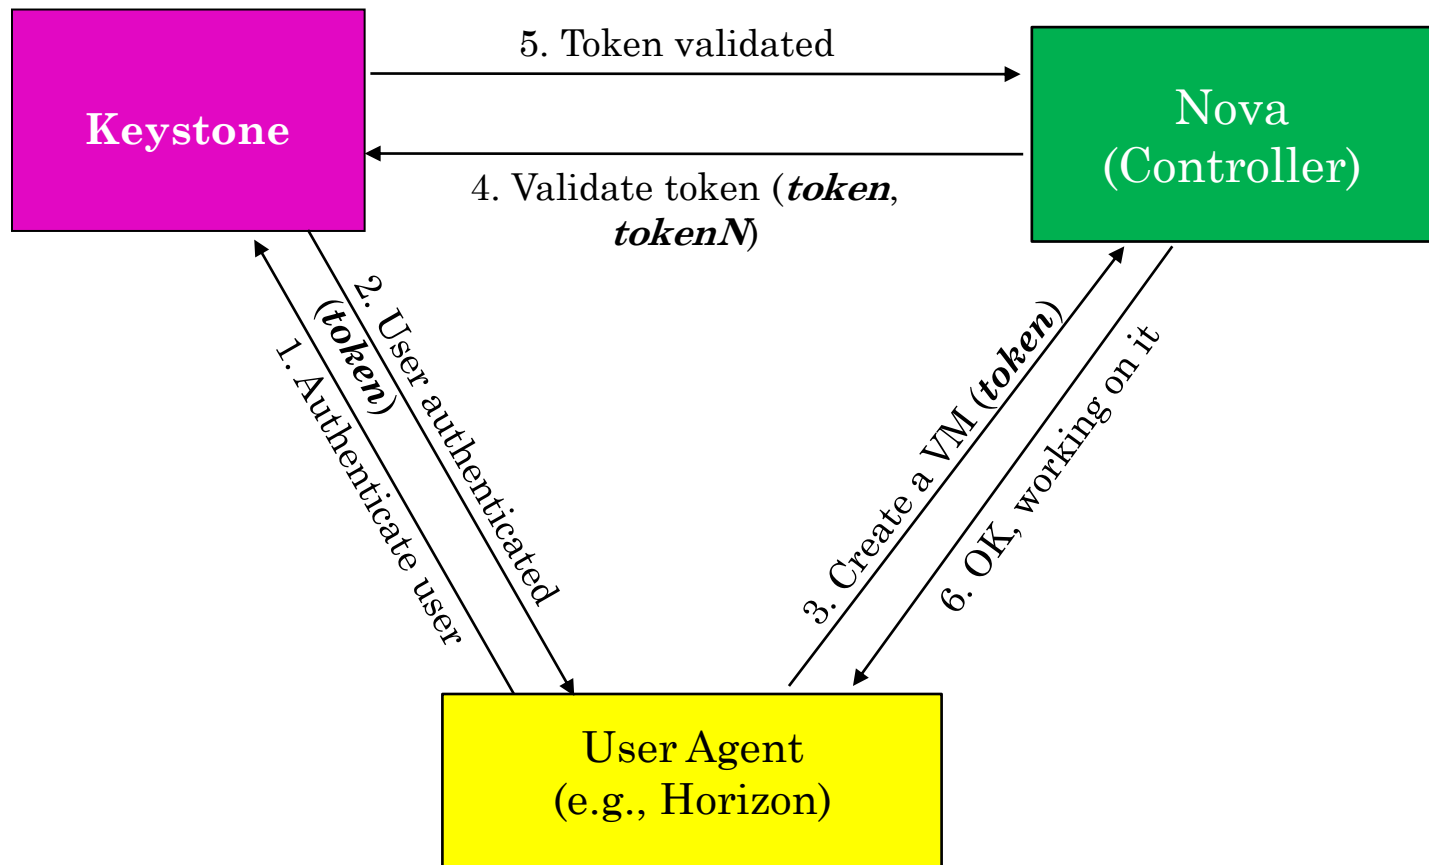 5. Token validated
Keystone
Nova
(Controller)
4. Validate token (token,
tokenN)
1. Authenticate user
2. User authenticated
(token)
3. Create a VM (token)
6. OK, working on it
User Agent
(e.g., Horizon)